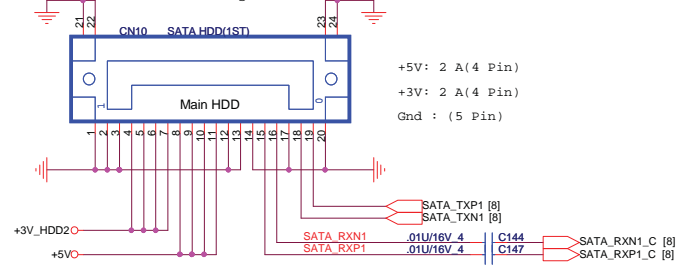 21
22
23
24
CN10 SATA HDD(1ST)
+5V: 2 A(4 Pin)
+3V: 2 A(4 Pin)
Gnd : (5 Pin)
Main HDD
1
0
1 2 3 4 5 6 7 8 9 10 11 12 13 14 15 16 17 18 19 20
SATA_TXP1 [8]
SATA_TXN1 [8]
+3V_HDD2
SATA_RXN1 .01U/16V_4 C144 SATA_RXN1_C [8]
SATA_RXP1 .01U/16V_4 C147 SATA_RXP1_C [8]
+5V